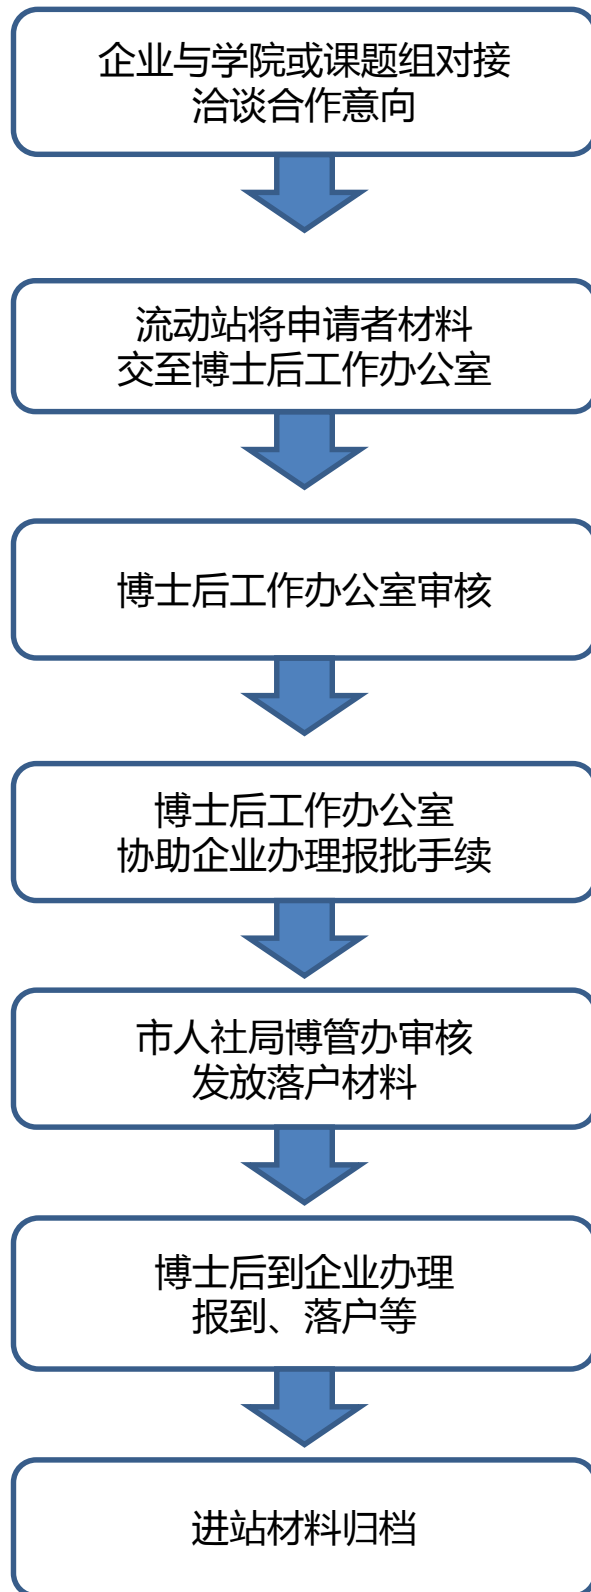 企业与学院或课题组对接
洽谈合作意向
流动站将申请者材料
交至博士后工作办公室
博士后工作办公室审核
博士后工作办公室
协助企业办理报批手续
市人社局博管办审核
发放落户材料
博士后到企业办理
报到、落户等
进站材料归档